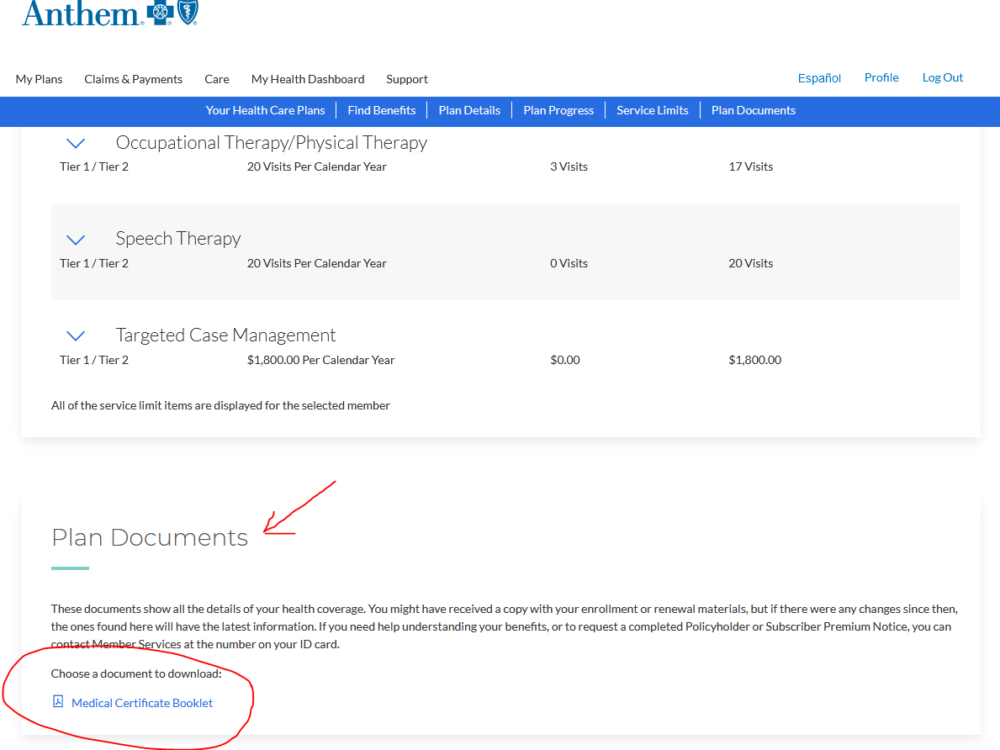 Anthem
My Plans Claims & Payments Care My Health Dashboard Support Español Profile Log Out
Your Health Care Plans Find Benefits Plan Details Plan Progress Service Limits Plan Documents
Occupational Therapy/Physical Therapy
Tier 1 / Tier 2 20 Visits Per Calendar Year 3 Visits 17 Visits
Speech Therapy
Tier 1 / Tier 2 20 Visits Per Calendar Year 0 Visits 20 Visits
Targeted Case Management
Tier 1 / Tier 2 $1,800.00 Per Calendar Year $0.00 $1,800.00
All of the service limit items are displayed for the selected member
Plan Documents
These documents show all the details of your health coverage. You might have received a copy with your enrollment or renewal materials, but if there were any changes since then,
the ones found here will have the latest information. If you need help understanding your benefits, or to request a completed Policyholder or Subscriber Premium Notice, you can
contact Member Services at the number on your ID card.
Choose a document to download:
Medical Certificate Booklet